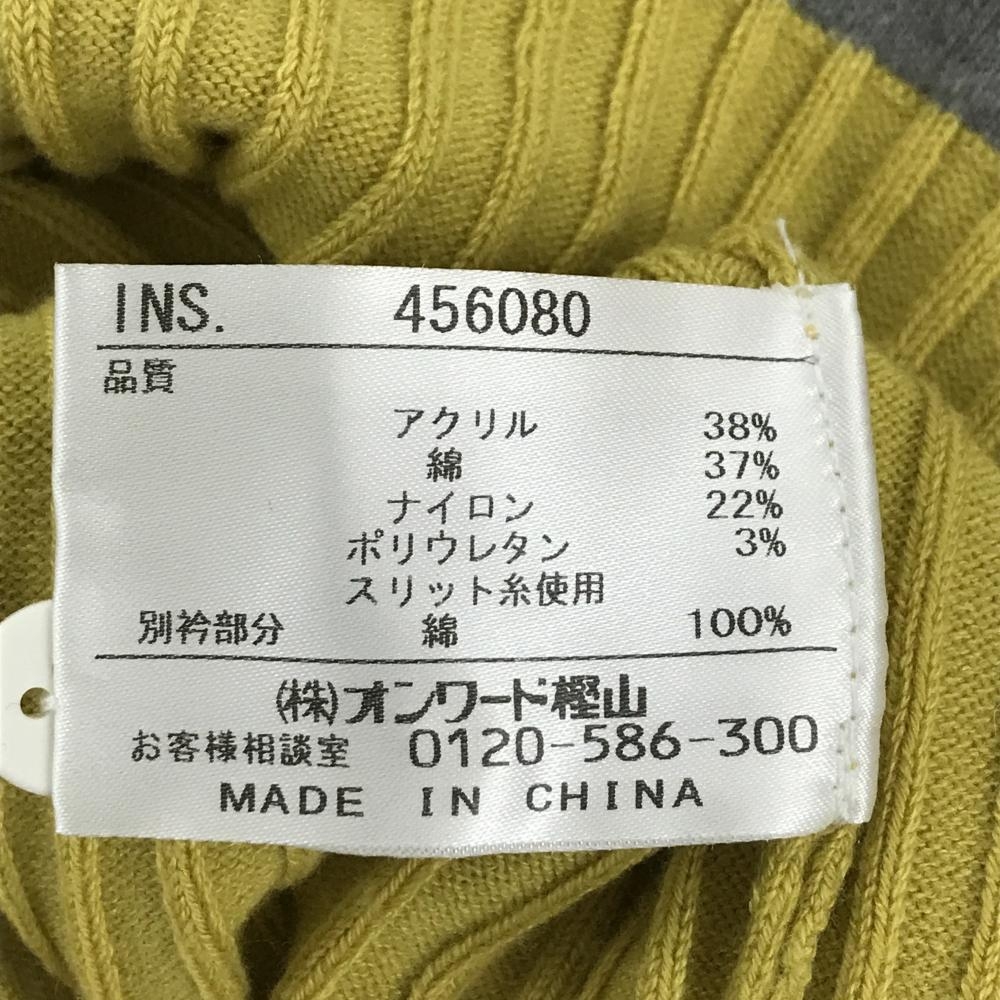 INS. 456080
品質
アクリル 38%
綿 37%
ナイロン 22%
ポリウレタン 3%
スリット糸使用
別衿部分 綿 100%
(株)オンワード樫山
お客様相談室 0120-586-300
MADE IN CHINA